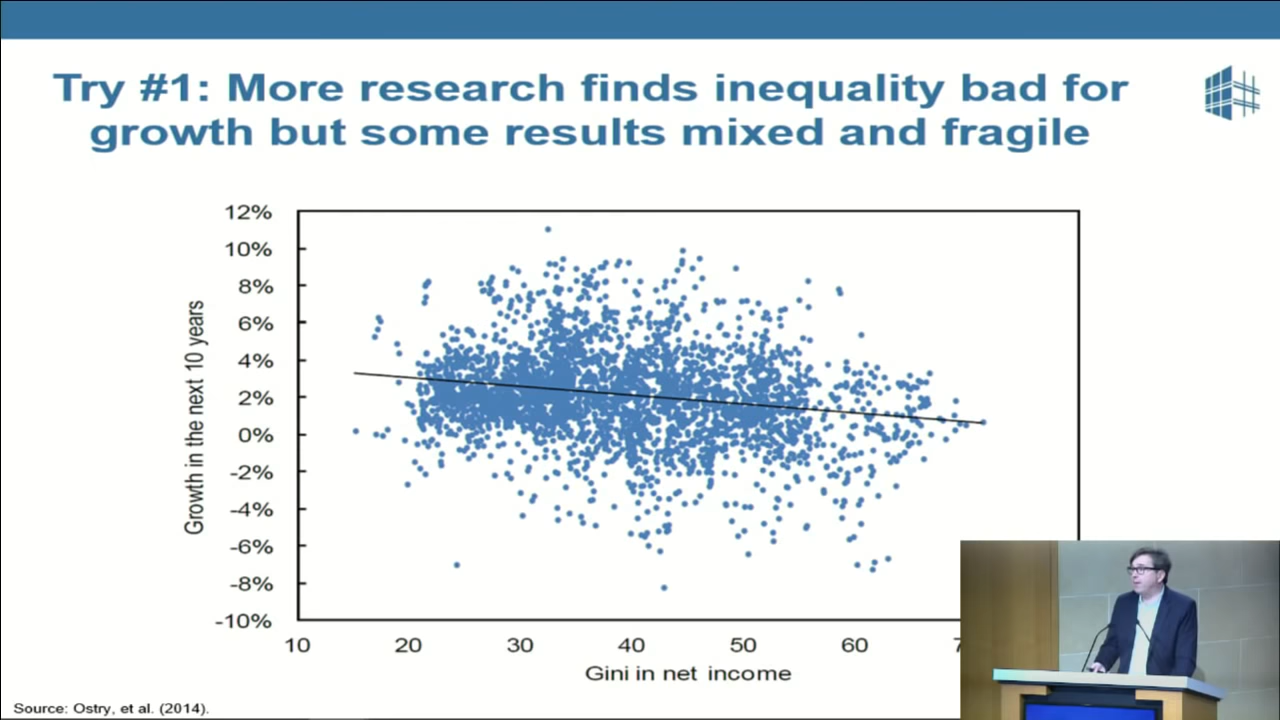 Try #1: More research finds inequality bad for
growth but some results mixed and fragile
Growth in the next 10 years
12%
10%
8%
6%
4%
2%
0%
-2%
-4%
-6%
-8%
-10%
10 20 30 40 50 60
Gini in net income
Source: Ostry, et al. (2014).